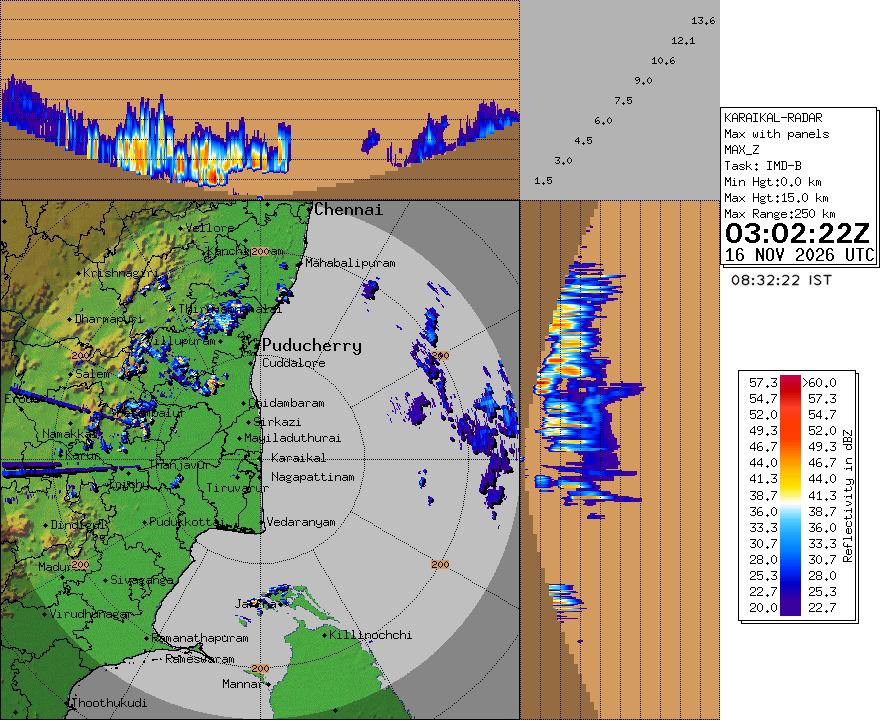 13.6
12.1
10.6
9.0
7.5
6.0
4.5
3.0
1.5
KARAIKAL-RADAR
Max with panels
MAX_Z
Task: IMD-B
Min Hgt:0.0 km
Max Hgt:15.0 km
Max Range:250 km
03:02:22Z
16 NOV 2026 UTC
08:32:22 IST
Chennai
Vellore
200
Mahabalipuram
Krishnagiri
Dharmapuri
Puducherry
200
200
Cuddalore
Salem
Chidambaram
Sirkazi
Namakkal
Mayiladuthurai
Karur
Karaikal
Thanjavur
Nagapattinam
Tiruvarur
Dindigul
Pudukkottai
Vedaranyam
200
200
Sivaganga
Jaffna
Virudhunagar
Ramanathapuram
Killinochchi
Rameswaram
200
Mannar
Thoothukudi
57.3 >60.0
54.7 57.3
52.0 54.7
49.3 52.0
46.7 49.3
44.0 46.7
41.3 44.0
38.7 41.3
36.0 38.7
33.3 36.0
30.7 33.3
28.0 30.7
25.3 28.0
22.7 25.3
20.0 22.7
Reflectivity in dBZ